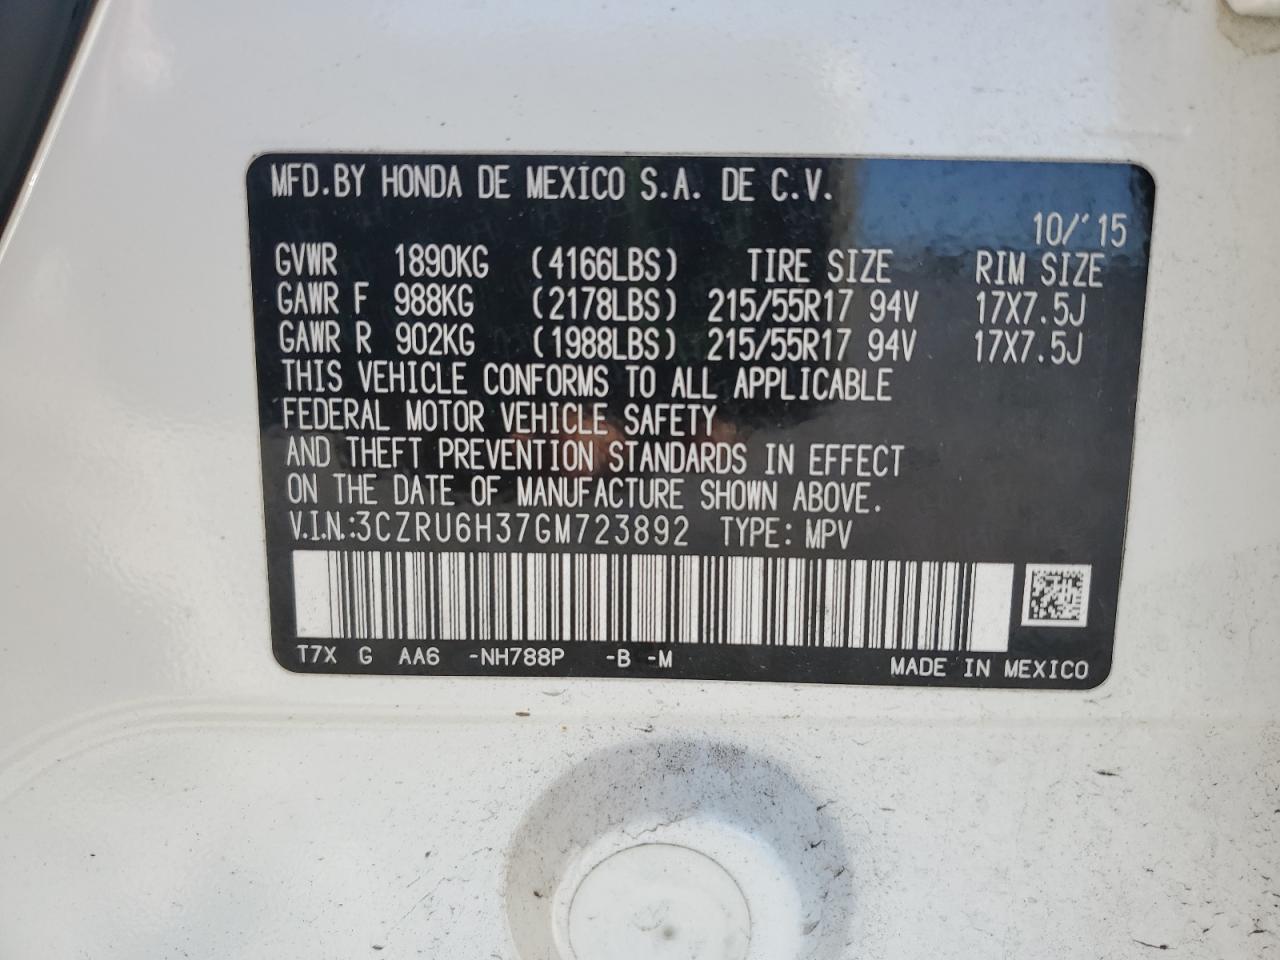 MFD.BY HONDA DE MEXICO S.A. DE C.V.
10/'15
GVWR 1890KG (4166LBS) TIRE SIZE RIM SIZE
GAWR F 988KG (2178LBS) 215/55R17 94V 17X7.5J
GAWR R 902KG (1988LBS) 215/55R17 94V 17X7.5J
THIS VEHICLE CONFORMS TO ALL APPLICABLE
FEDERAL MOTOR VEHICLE SAFETY
AND THEFT PREVENTION STANDARDS IN EFFECT
ON THE DATE OF MANUFACTURE SHOWN ABOVE.
V.I.N.:3CZRU6H37GM723892 TYPE: MPV
T7X G AA6 -NH788P -B -M MADE IN MEXICO